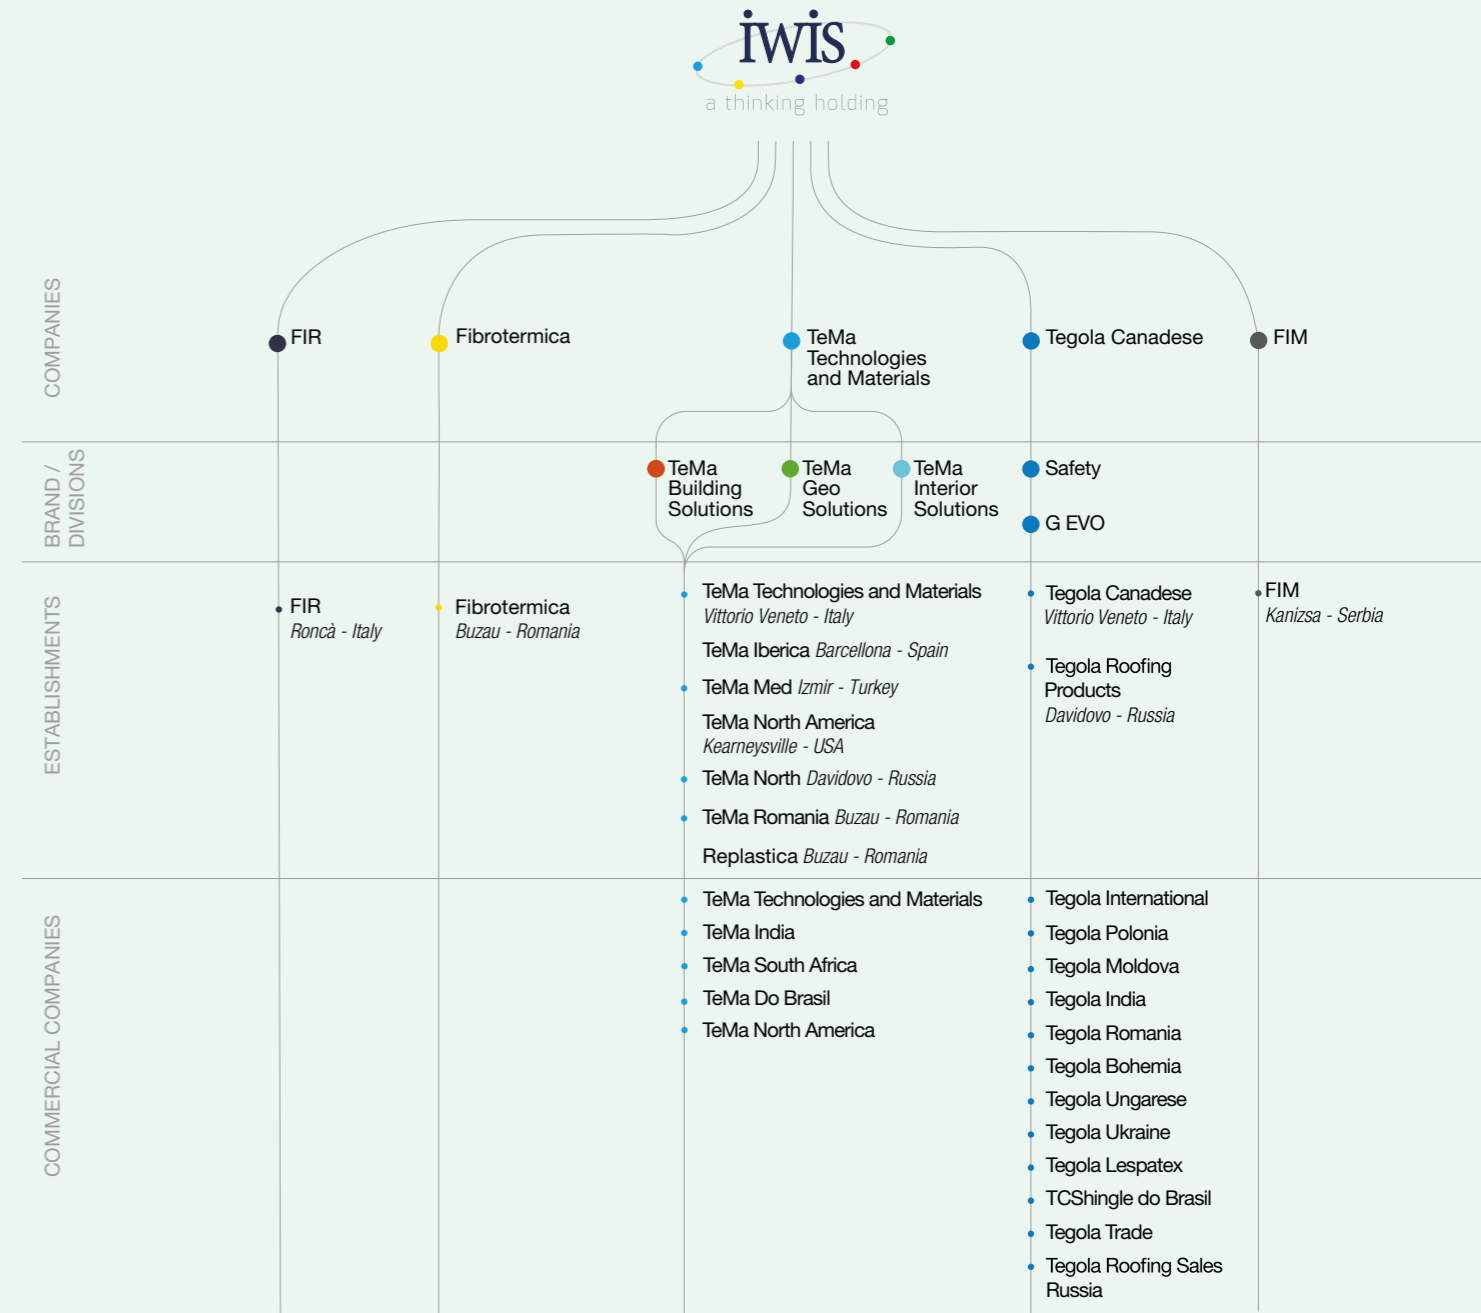 iwis
a thinking holding
COMPANIES
FIR
Fibrotermica
TeMa
Technologies
and Materials
Tegola Canadese
FIM
BRAND /
DIVISIONS
TeMa
Building
Solutions
TeMa
Geo
Solutions
TeMa
Interior
Solutions
Safety
G EVO
ESTABLISHMENTS
FIR
Roncà - Italy
Fibrotermica
Buzau - Romania
TeMa Technologies and Materials
Vittorio Veneto - Italy
TeMa Iberica Barcellona - Spain
TeMa Med Izmir - Turkey
TeMa North America
Kearneysville - USA
TeMa North Davidovo - Russia
TeMa Romania Buzau - Romania
Replastica Buzau - Romania
Tegola Canadese
Vittorio Veneto - Italy
Tegola Roofing
Products
Davidovo - Russia
FIM
Kanizsa - Serbia
COMMERCIAL COMPANIES
TeMa Technologies and Materials
TeMa India
TeMa South Africa
TeMa Do Brasil
TeMa North America
Tegola International
Tegola Polonia
Tegola Moldova
Tegola India
Tegola Romania
Tegola Bohemia
Tegola Ungarese
Tegola Ukraine
Tegola Lespatex
TCShingle do Brasil
Tegola Trade
Tegola Roofing Sales
Russia